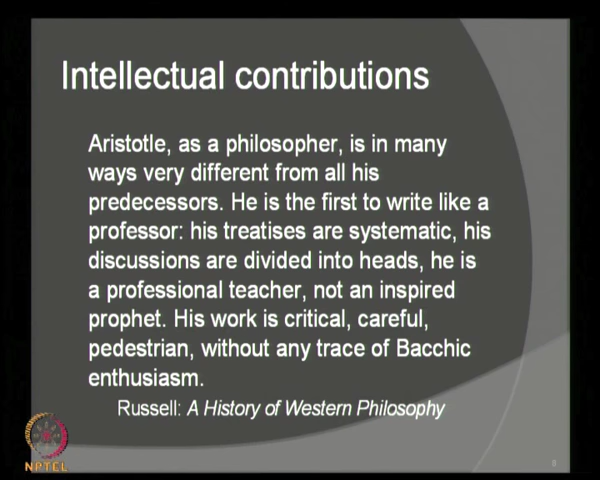 Intellectual contributions
Aristotle, as a philosopher, is in many
ways very different from all his
predecessors. He is the first to write like a
professor: his treatises are systematic, his
discussions are divided into heads, he is
a professional teacher, not an inspired
prophet. His work is critical, careful,
pedestrian, without any trace of Bacchic
enthusiasm.
Russell: A History of Western Philosophy
NPTEL
8